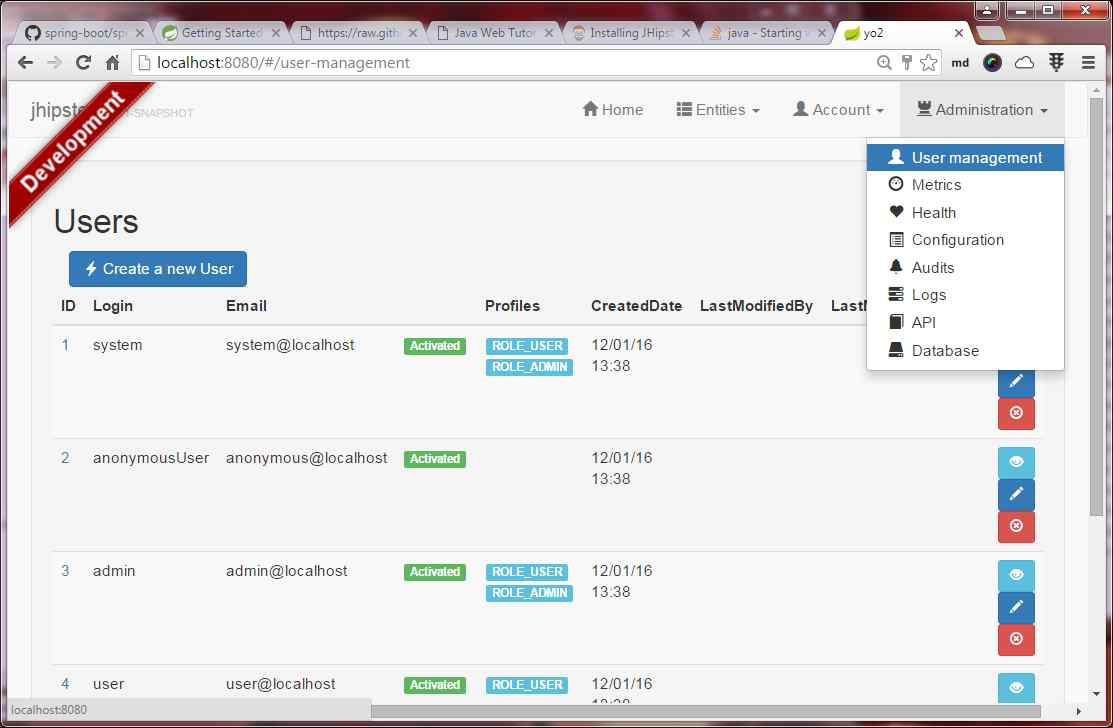 spring-boot/spr
Getting Started
https://raw.gith
Java Web Tutor
Installing JHips
java - Starting W
yo2
localhost:8080/#/user-management
md
jhipste
-SNAPSHOT
Development
Home
Entities
Account
Administration
User management
Metrics
Health
Configuration
Audits
Logs
API
Database
Users
Create a new User
ID Login Email Profiles CreatedDate LastModifiedBy
1 system system@localhost Activated ROLE_USER 12/01/16
ROLE_ADMIN 13:38
2 anonymousUser anonymous@localhost Activated 12/01/16
13:38
3 admin admin@localhost Activated ROLE_USER 12/01/16
ROLE_ADMIN 13:38
4 user user@localhost Activated ROLE_USER 12/01/16
13:38
localhost:8080